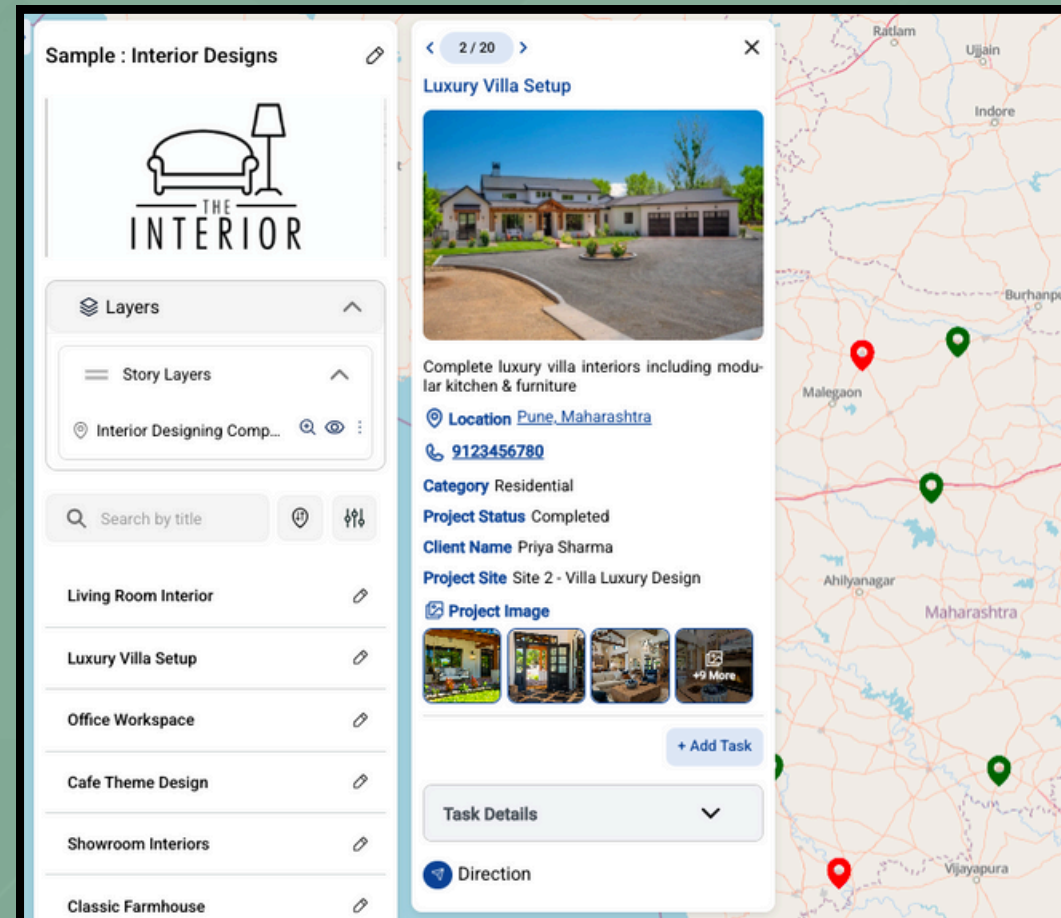 Sample : Interior Designs
THE
INTERIOR
Layers
Story Layers
Interior Designing Comp...
Search by title
Living Room Interior
Luxury Villa Setup
Office Workspace
Cafe Theme Design
Showroom Interiors
Classic Farmhouse
2 / 20
Luxury Villa Setup
Complete luxury villa interiors including modu-
lar kitchen & furniture
Location Pune, Maharashtra
9123456780
Category Residential
Project Status Completed
Client Name Priya Sharma
Project Site Site 2 - Villa Luxury Design
Project Image
+9 More
+ Add Task
Task Details
Direction
Ratlam
Ujjain
Indore
Burhanpu
Malegaon
Ahilyanagar
Maharashtra
Vijayapura